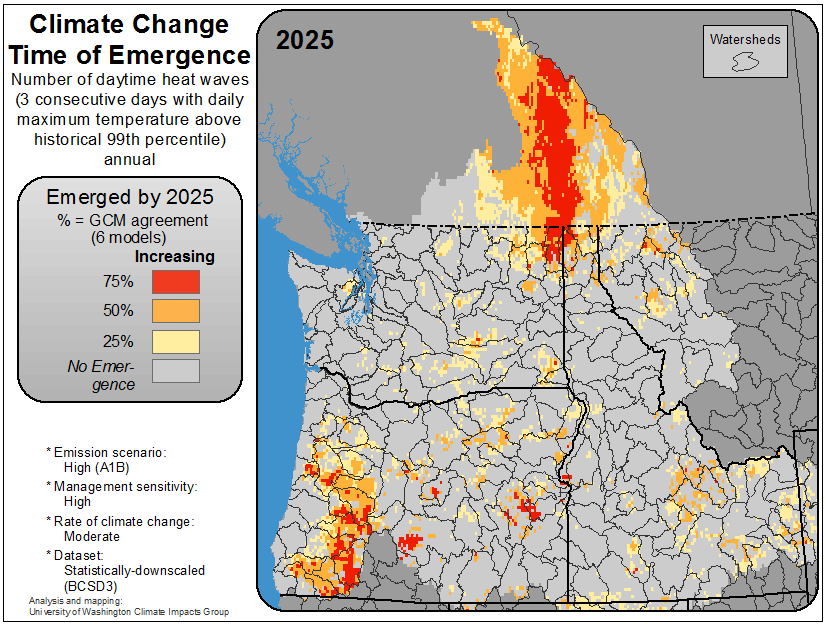 Climate Change
Time of Emergence
Number of daytime heat waves
(3 consecutive days with daily
maximum temperature above
historical 99th percentile)
annual
Emerged by 2025
% = GCM agreement
(6 models)
Increasing
75%
50%
25%
No Emer-
gence
* Emission scenario:
High (A1B)
* Management sensitivity:
High
* Rate of climate change:
Moderate
* Dataset:
Statistically-downscaled
(BCSD3)
Analysis and mapping:
University of Washington Climate Impacts Group
2025
Watersheds